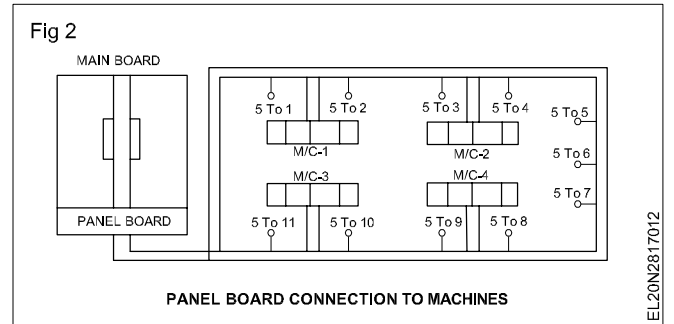 Fig 2
MAIN BOARD
5 To 1
5 To 2
5 To 3
5 To 4
5 To 5
M/C-1
M/C-2
5 To 6
M/C-3
M/C-4
5 To 7
PANEL BOARD
5 To 11
5 To 10
5 To 9
5 To 8
PANEL BOARD CONNECTION TO MACHINES
EL20N2817012